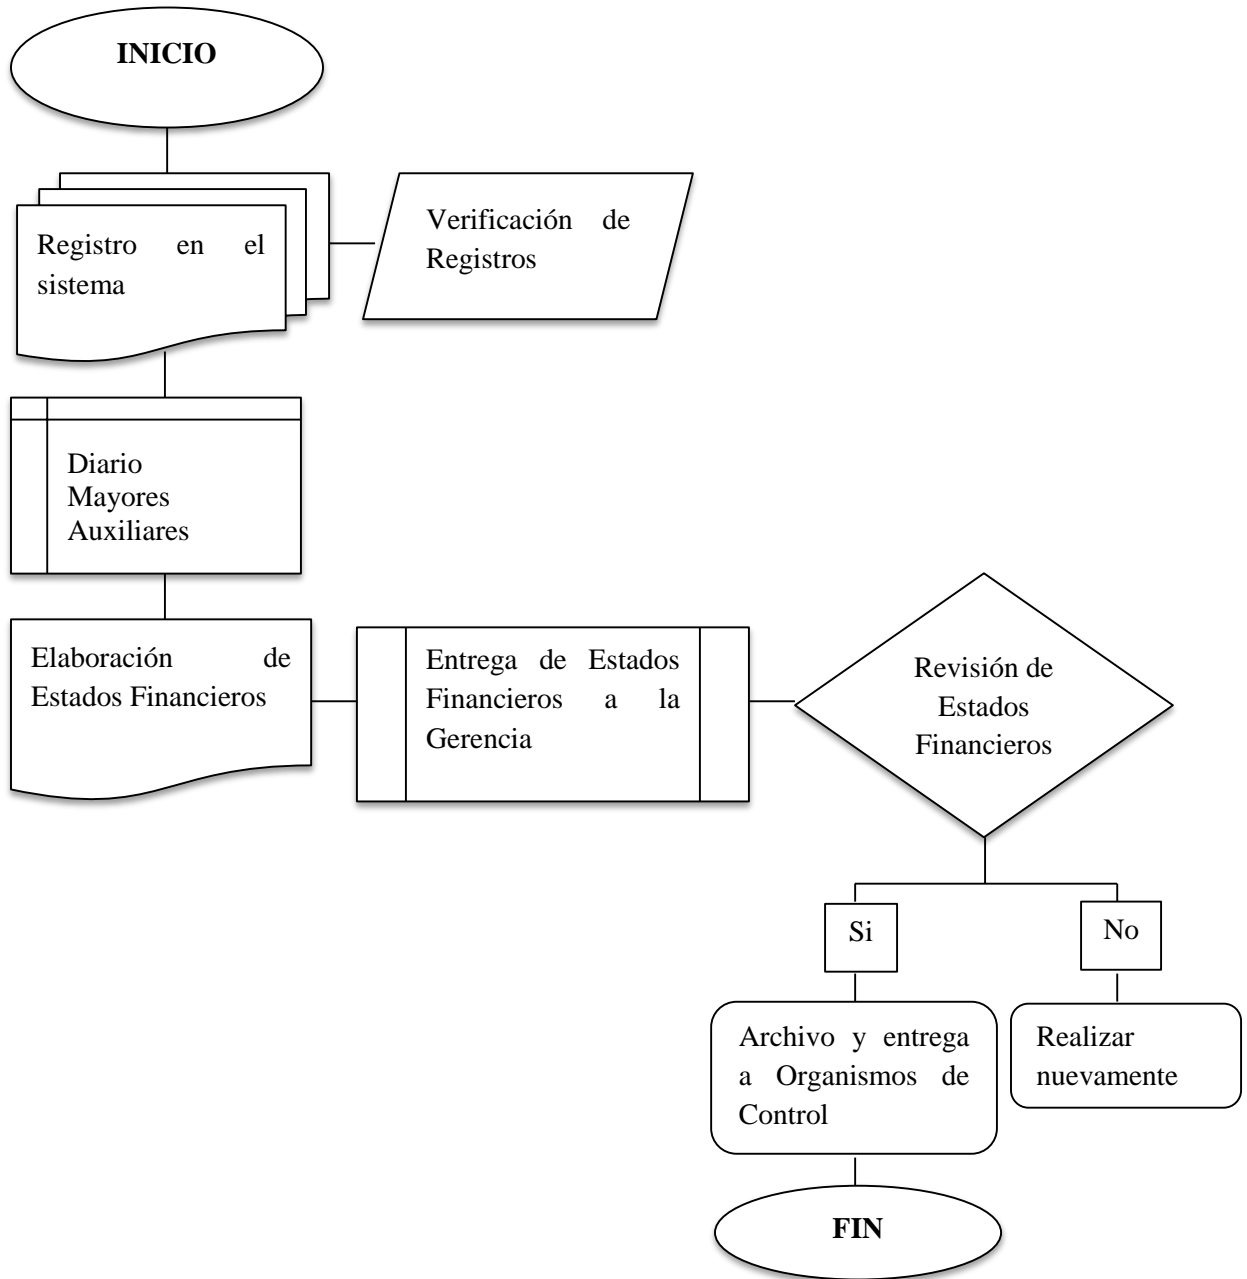 INICIO
Registro en el
sistema
Verificación de
Registros
Diario
Mayores
Auxiliares
Elaboración de
Estados Financieros
Entrega de Estados
Financieros a la
Gerencia
Revisión de
Estados
Financieros
Si
No
Archivo y entrega
a Organismos de
Control
Realizar
nuevamente
FIN